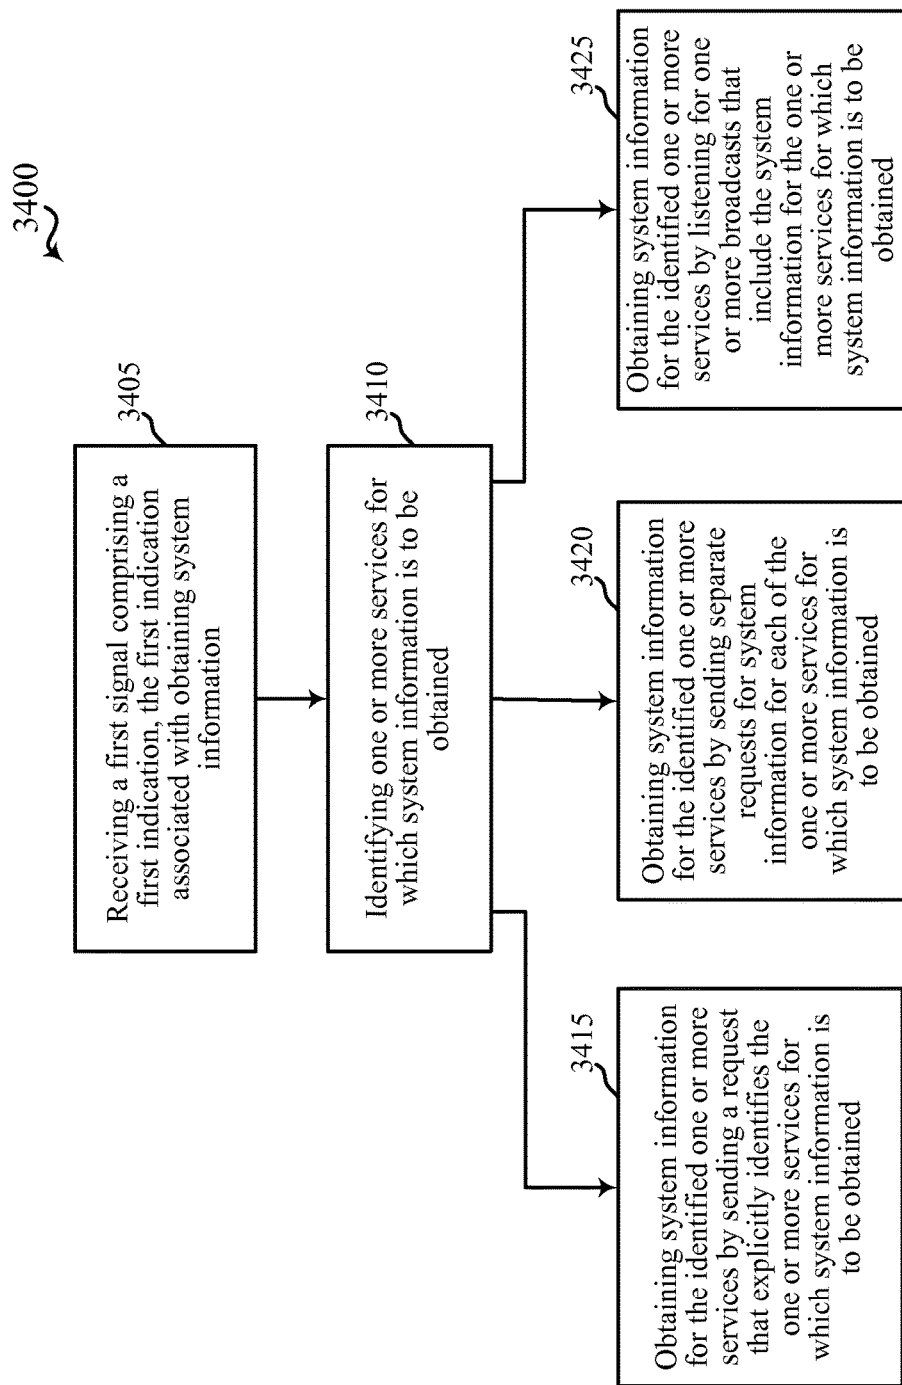 3400
3405
Receiving a first signal comprising a
first indication, the first indication
associated with obtaining system
information
3410
Identifying one or more services for
which system information is to be
obtained
3415
Obtaining system information
for the identified one or more
services by sending a request
that explicitly identifies the
one or more services for
which system information is
to be obtained
3420
Obtaining system information
for the identified one or more
services by sending separate
requests for system
information for each of the
one or more services for
which system information is
to be obtained
3425
Obtaining system information
for the identified one or more
services by listening for one
or more broadcasts that
include the system
information for the one or
more services for which
system information is to be
obtained